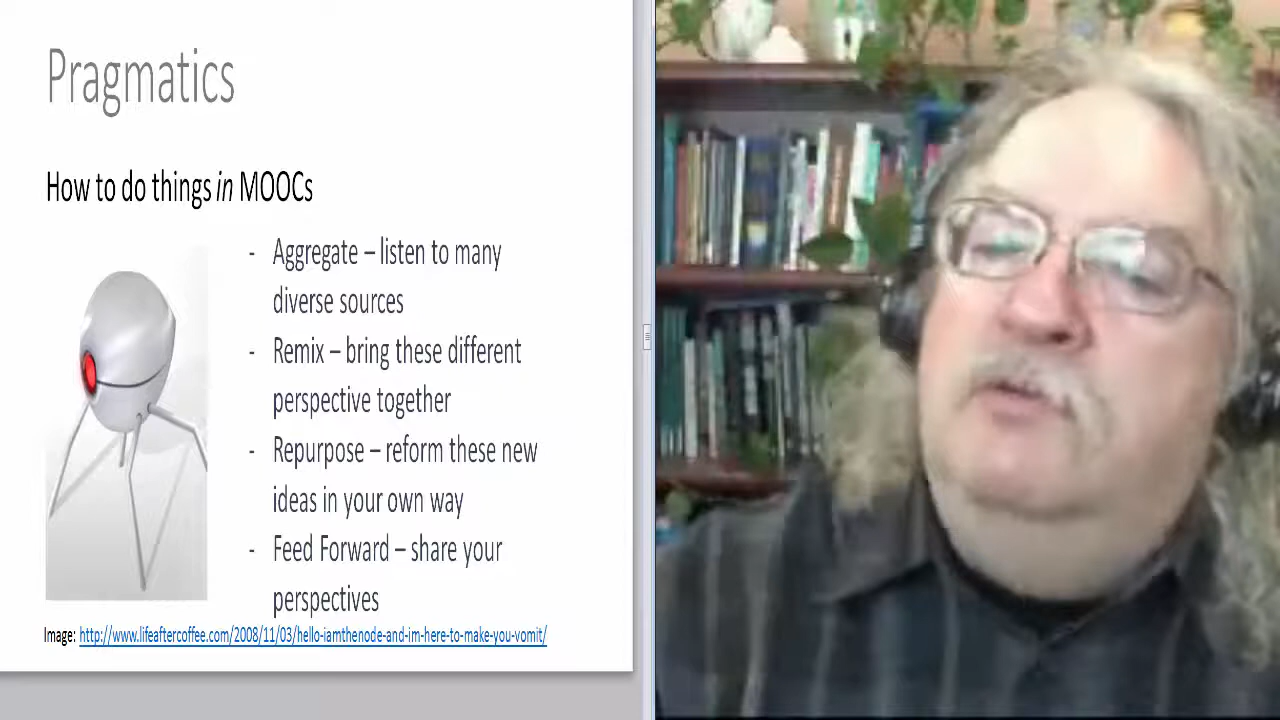 Pragmatics
How to do things in MOOCs
- Aggregate – listen to many
diverse sources
- Remix – bring these different
perspective together
- Repurpose – reform these new
ideas in your own way
- Feed Forward – share your
perspectives
Image: http://www.lifeaftercoffee.com/2008/11/03/hello-iamthenode-and-im-here-to-make-you-vomit/